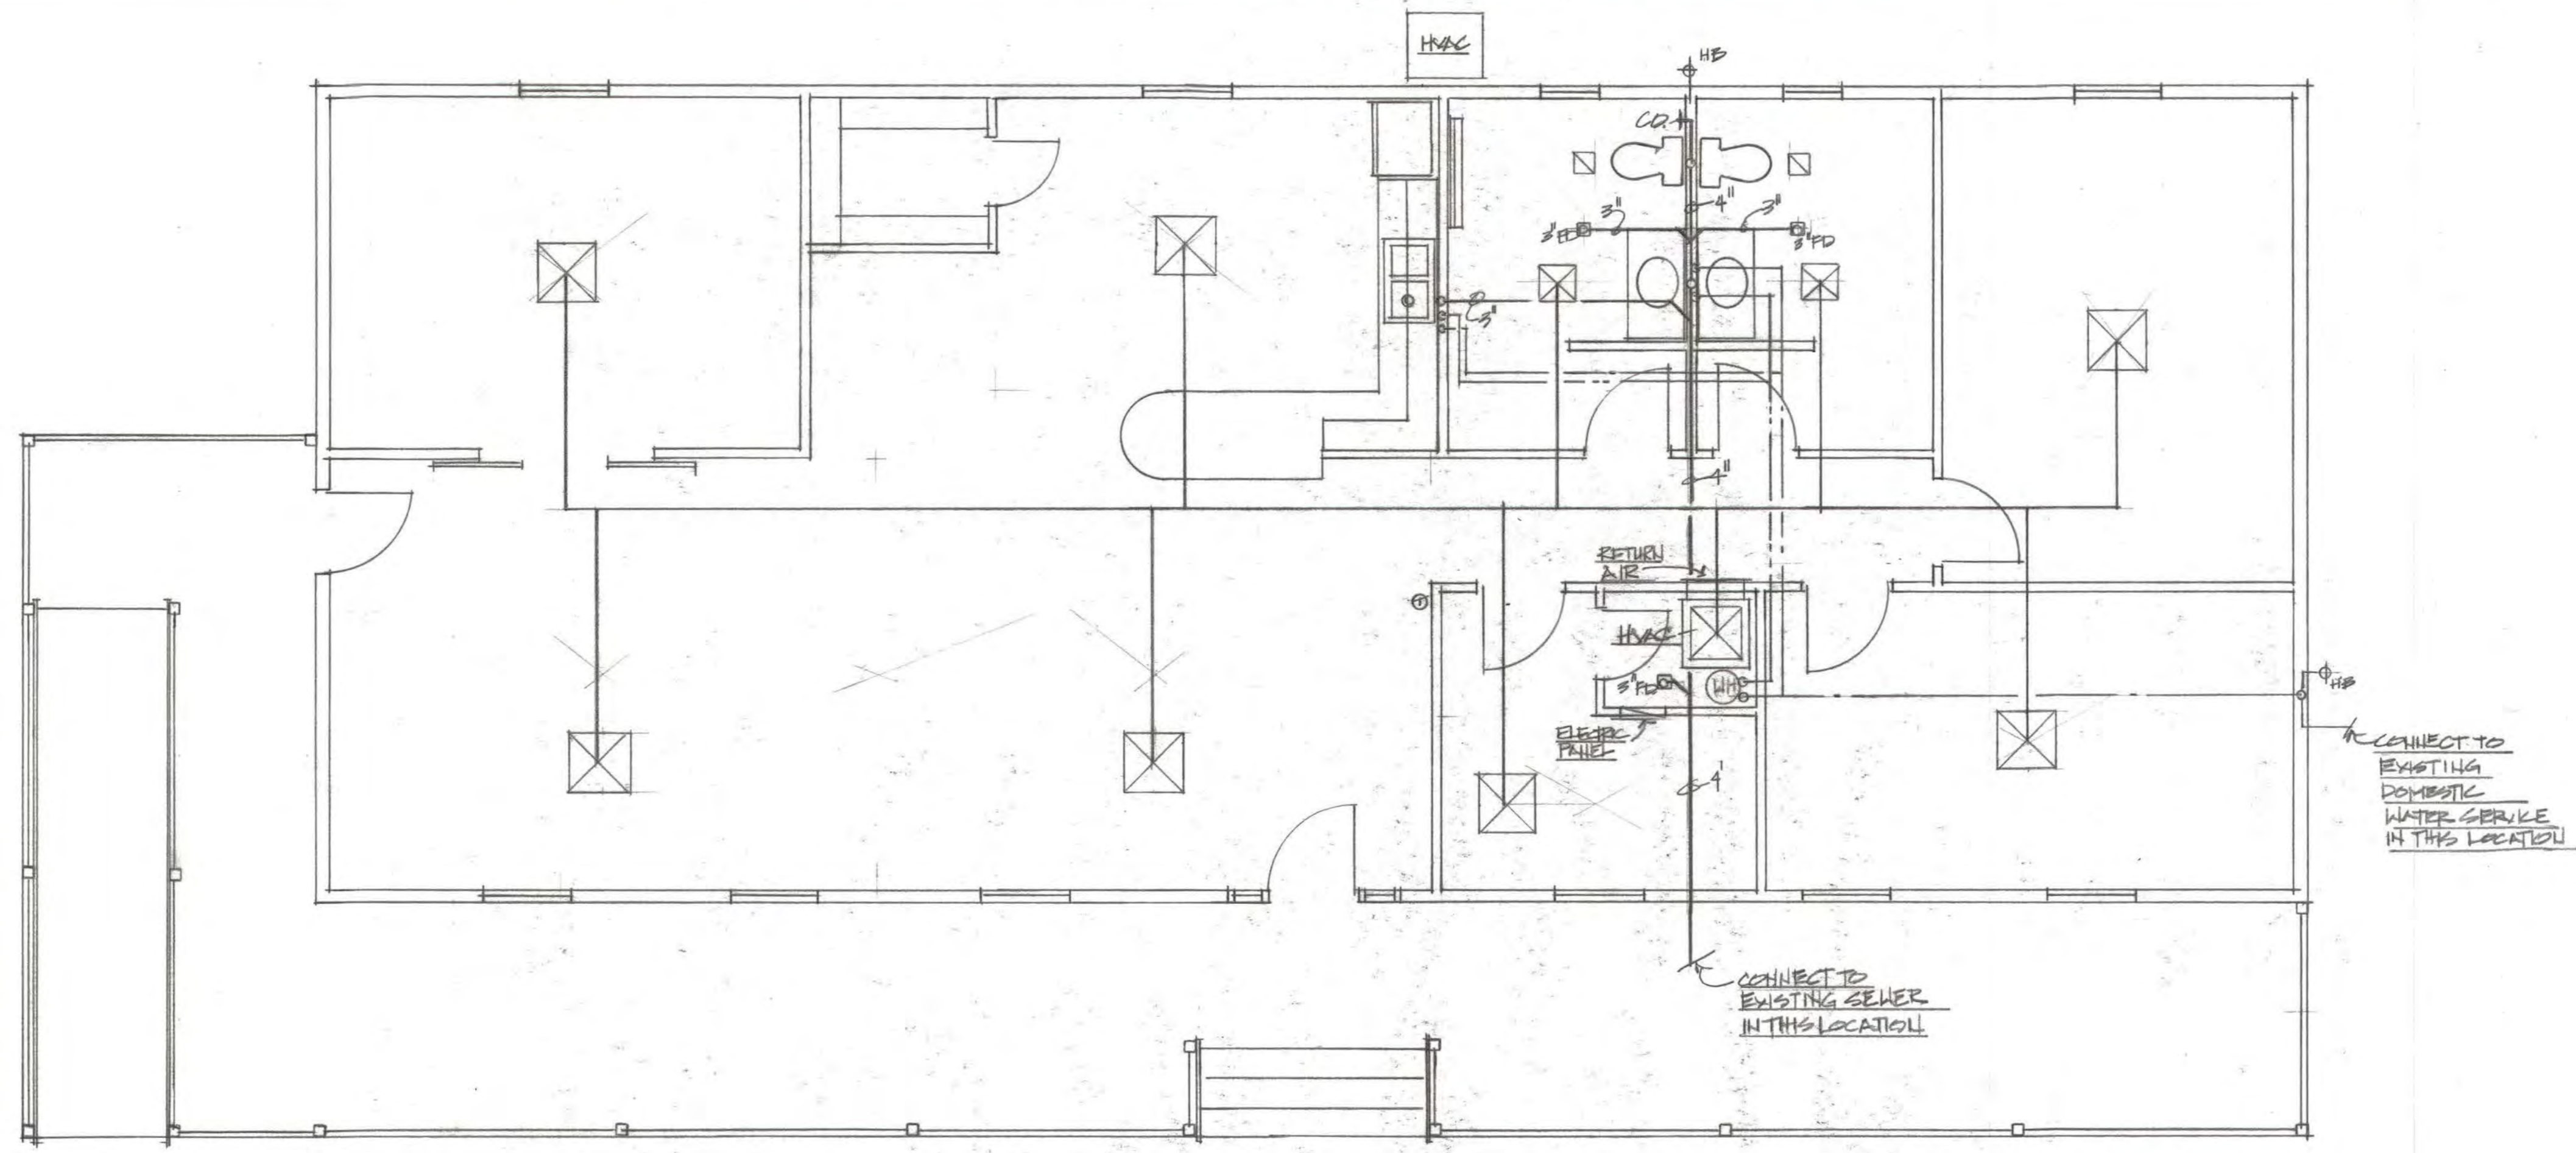 HVAC
HB
CO.
4"
3"
3"
3"FD
3"FD
3"
4"
RETURN
AIR
HVAC
3"FD
WH
HB
ELECTRIC
PANEL
CONNECT TO
EXISTING
DOMESTIC
WATER SERVICE
IN THIS LOCATION
4'
CONNECT TO
EXISTING SEWER
IN THIS LOCATION